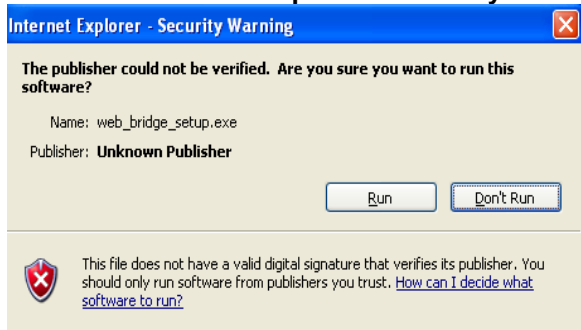 Internet Explorer - Security Warning
The publisher could not be verified. Are you sure you want to run this
software?
Name: web_bridge_setup.exe
Publisher: Unknown Publisher
Run Don't Run
This file does not have a valid digital signature that verifies its publisher. You
should only run software from publishers you trust. How can I decide what
software to run?